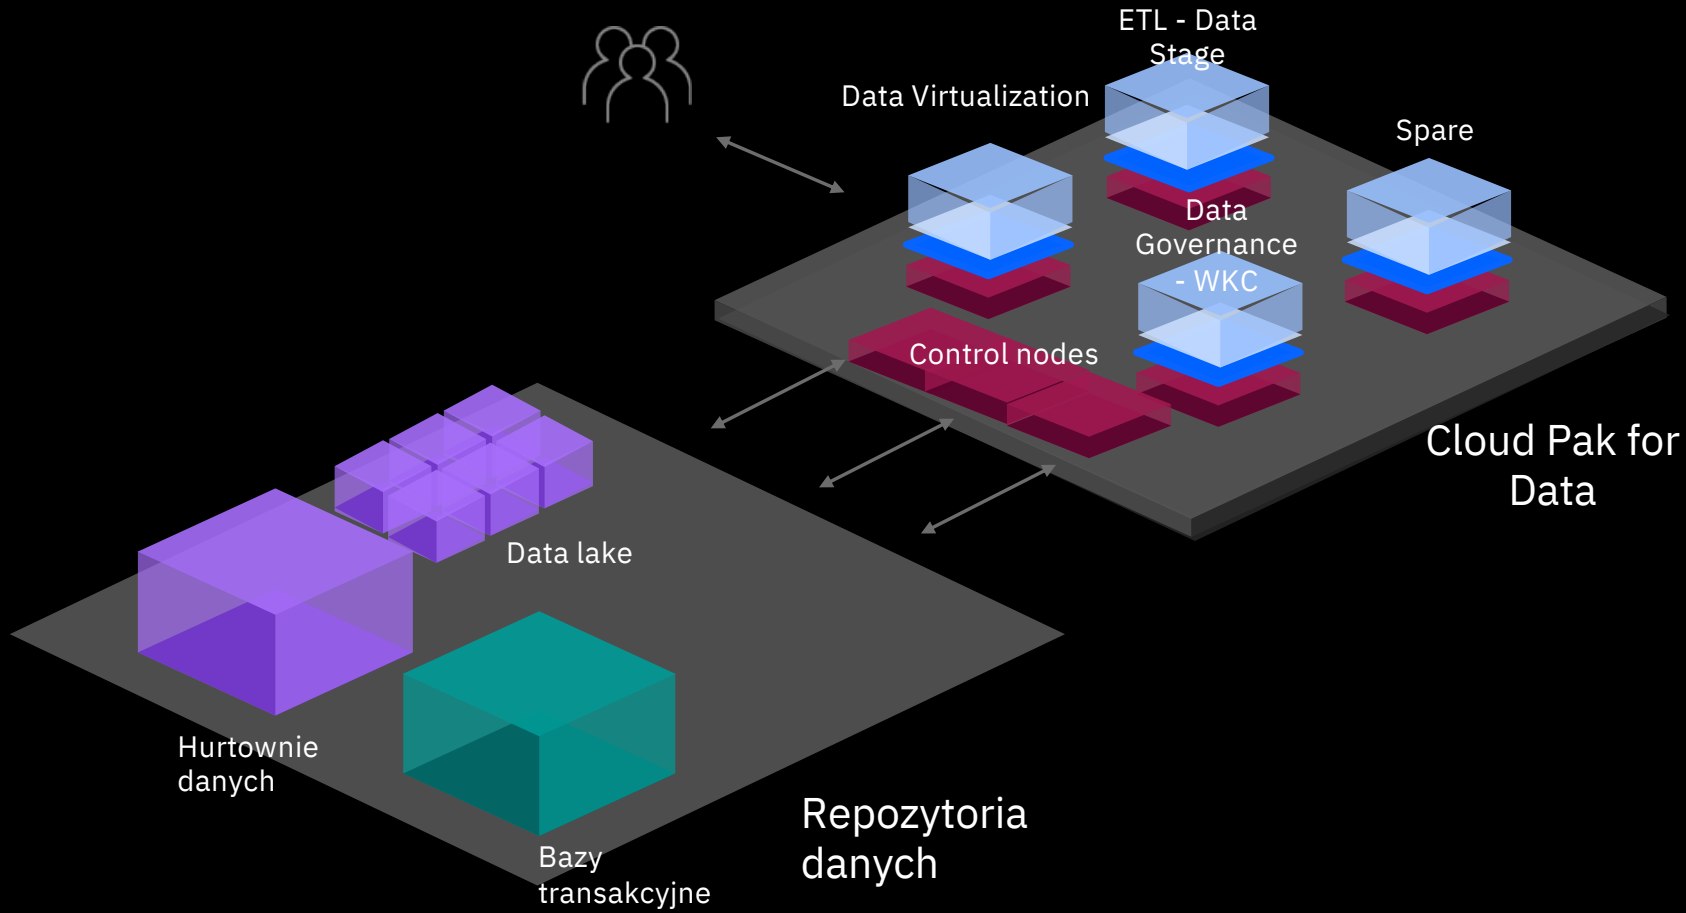 ETL - Data
Stage
Data Virtualization
Spare
Data
Governance
- WKC
Control nodes
Cloud Pak for
Data
Data lake
Hurtownie
danych
Repozytoria
danych
Bazy
transakcyjne